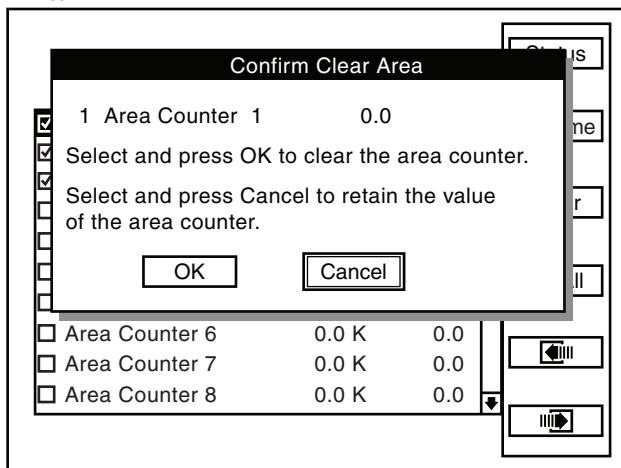 Confirm Clear Area
1 Area Counter 1 0.0
Select and press OK to clear the area counter.
Select and press Cancel to retain the value
of the area counter.
OK Cancel
Area Counter 6 0.0 K 0.0
Area Counter 7 0.0 K 0.0
Area Counter 8 0.0 K 0.0